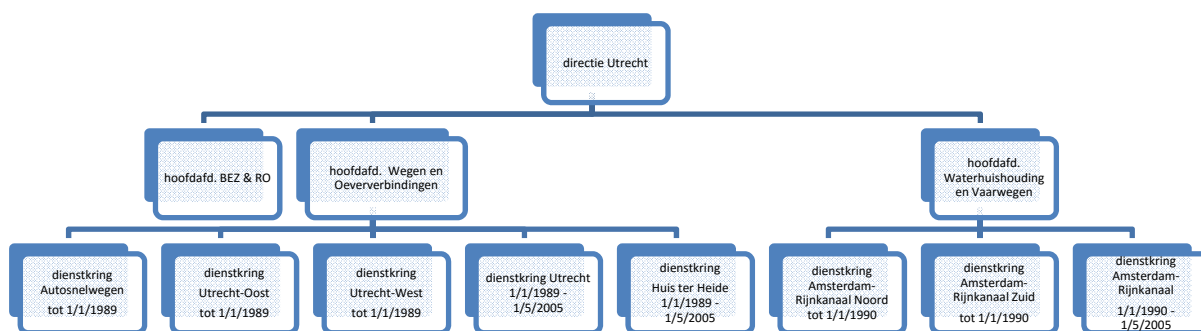 directie Utrecht
hoofdafd. BEZ & RO
hoofdafd. Wegen en
Oeververbindingen
hoofdafd.
Waterhuishouding
en Vaarwegen
dienstkring
Autosnelwegen
tot 1/1/1989
dienstkring
Utrecht-Oost
tot 1/1/1989
dienstkring
Utrecht-West
tot 1/1/1989
dienstkring Utrecht
1/1/1989 -
1/5/2005
dienstkring
Huis ter Heide
1/1/1989 -
1/5/2005
dienstkring
Amsterdam-
Rijnkanaal Noord
tot 1/1/1990
dienstkring
Amsterdam-
Rijnkanaal Zuid
tot 1/1/1990
dienstkring
Amsterdam-
Rijnkanaal
1/1/1990 -
1/5/2005